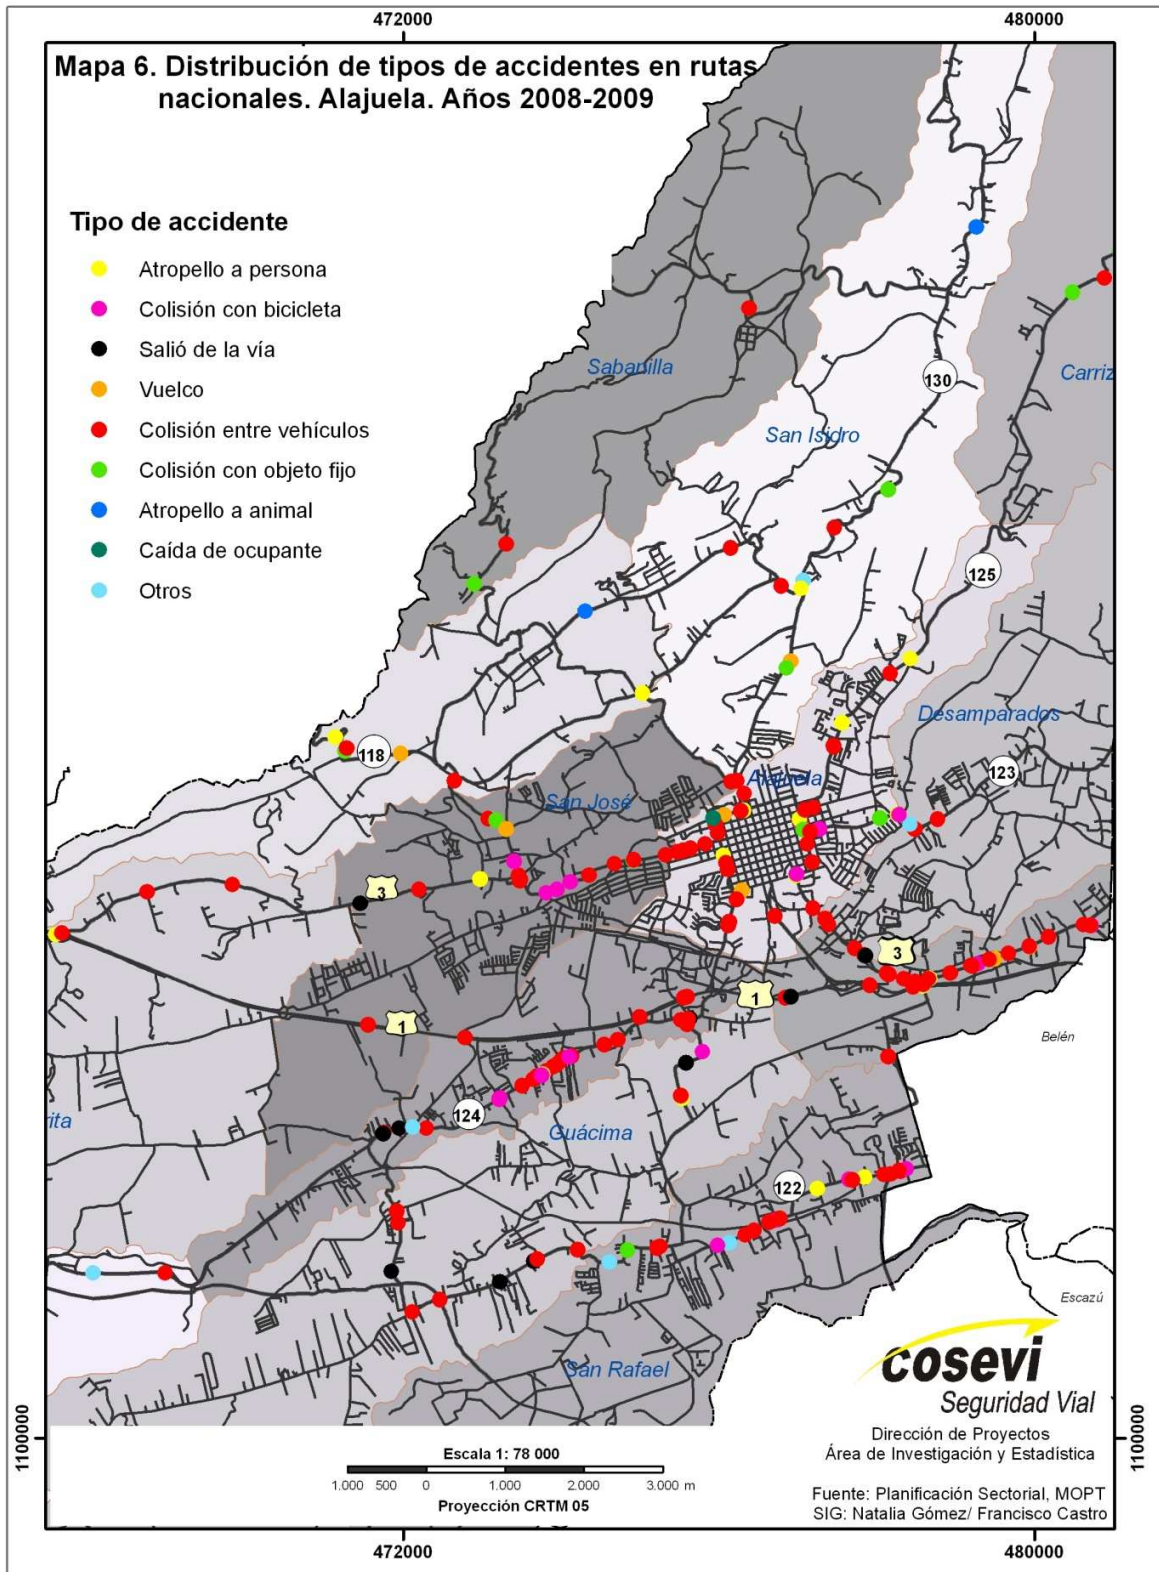 472000
480000
Mapa 6. Distribución de tipos de accidentes en rutas
nacionales. Alajuela. Años 2008-2009
Tipo de accidente
Atropello a persona
Colisión con bicicleta
Salió de la vía
Vuelco
Colisión entre vehículos
Colisión con objeto fijo
Atropello a animal
Caída de ocupante
Otros
Sabanilla
130
Carriz
San Isidro
125
Desamparados
118
Alajuela
123
San José
3
3
1
1
Belén
124
rita
Guácima
122
Escazú
San Rafael
cosevi
Seguridad Vial
Dirección de Proyectos
Área de Investigación y Estadística
1100000
1100000
Escala 1: 78 000
1.000 500 0 1.000 2.000 3.000 m
Proyección CRTM 05
Fuente: Planificación Sectorial, MOPT
SIG: Natalia Gómez/ Francisco Castro
472000
480000